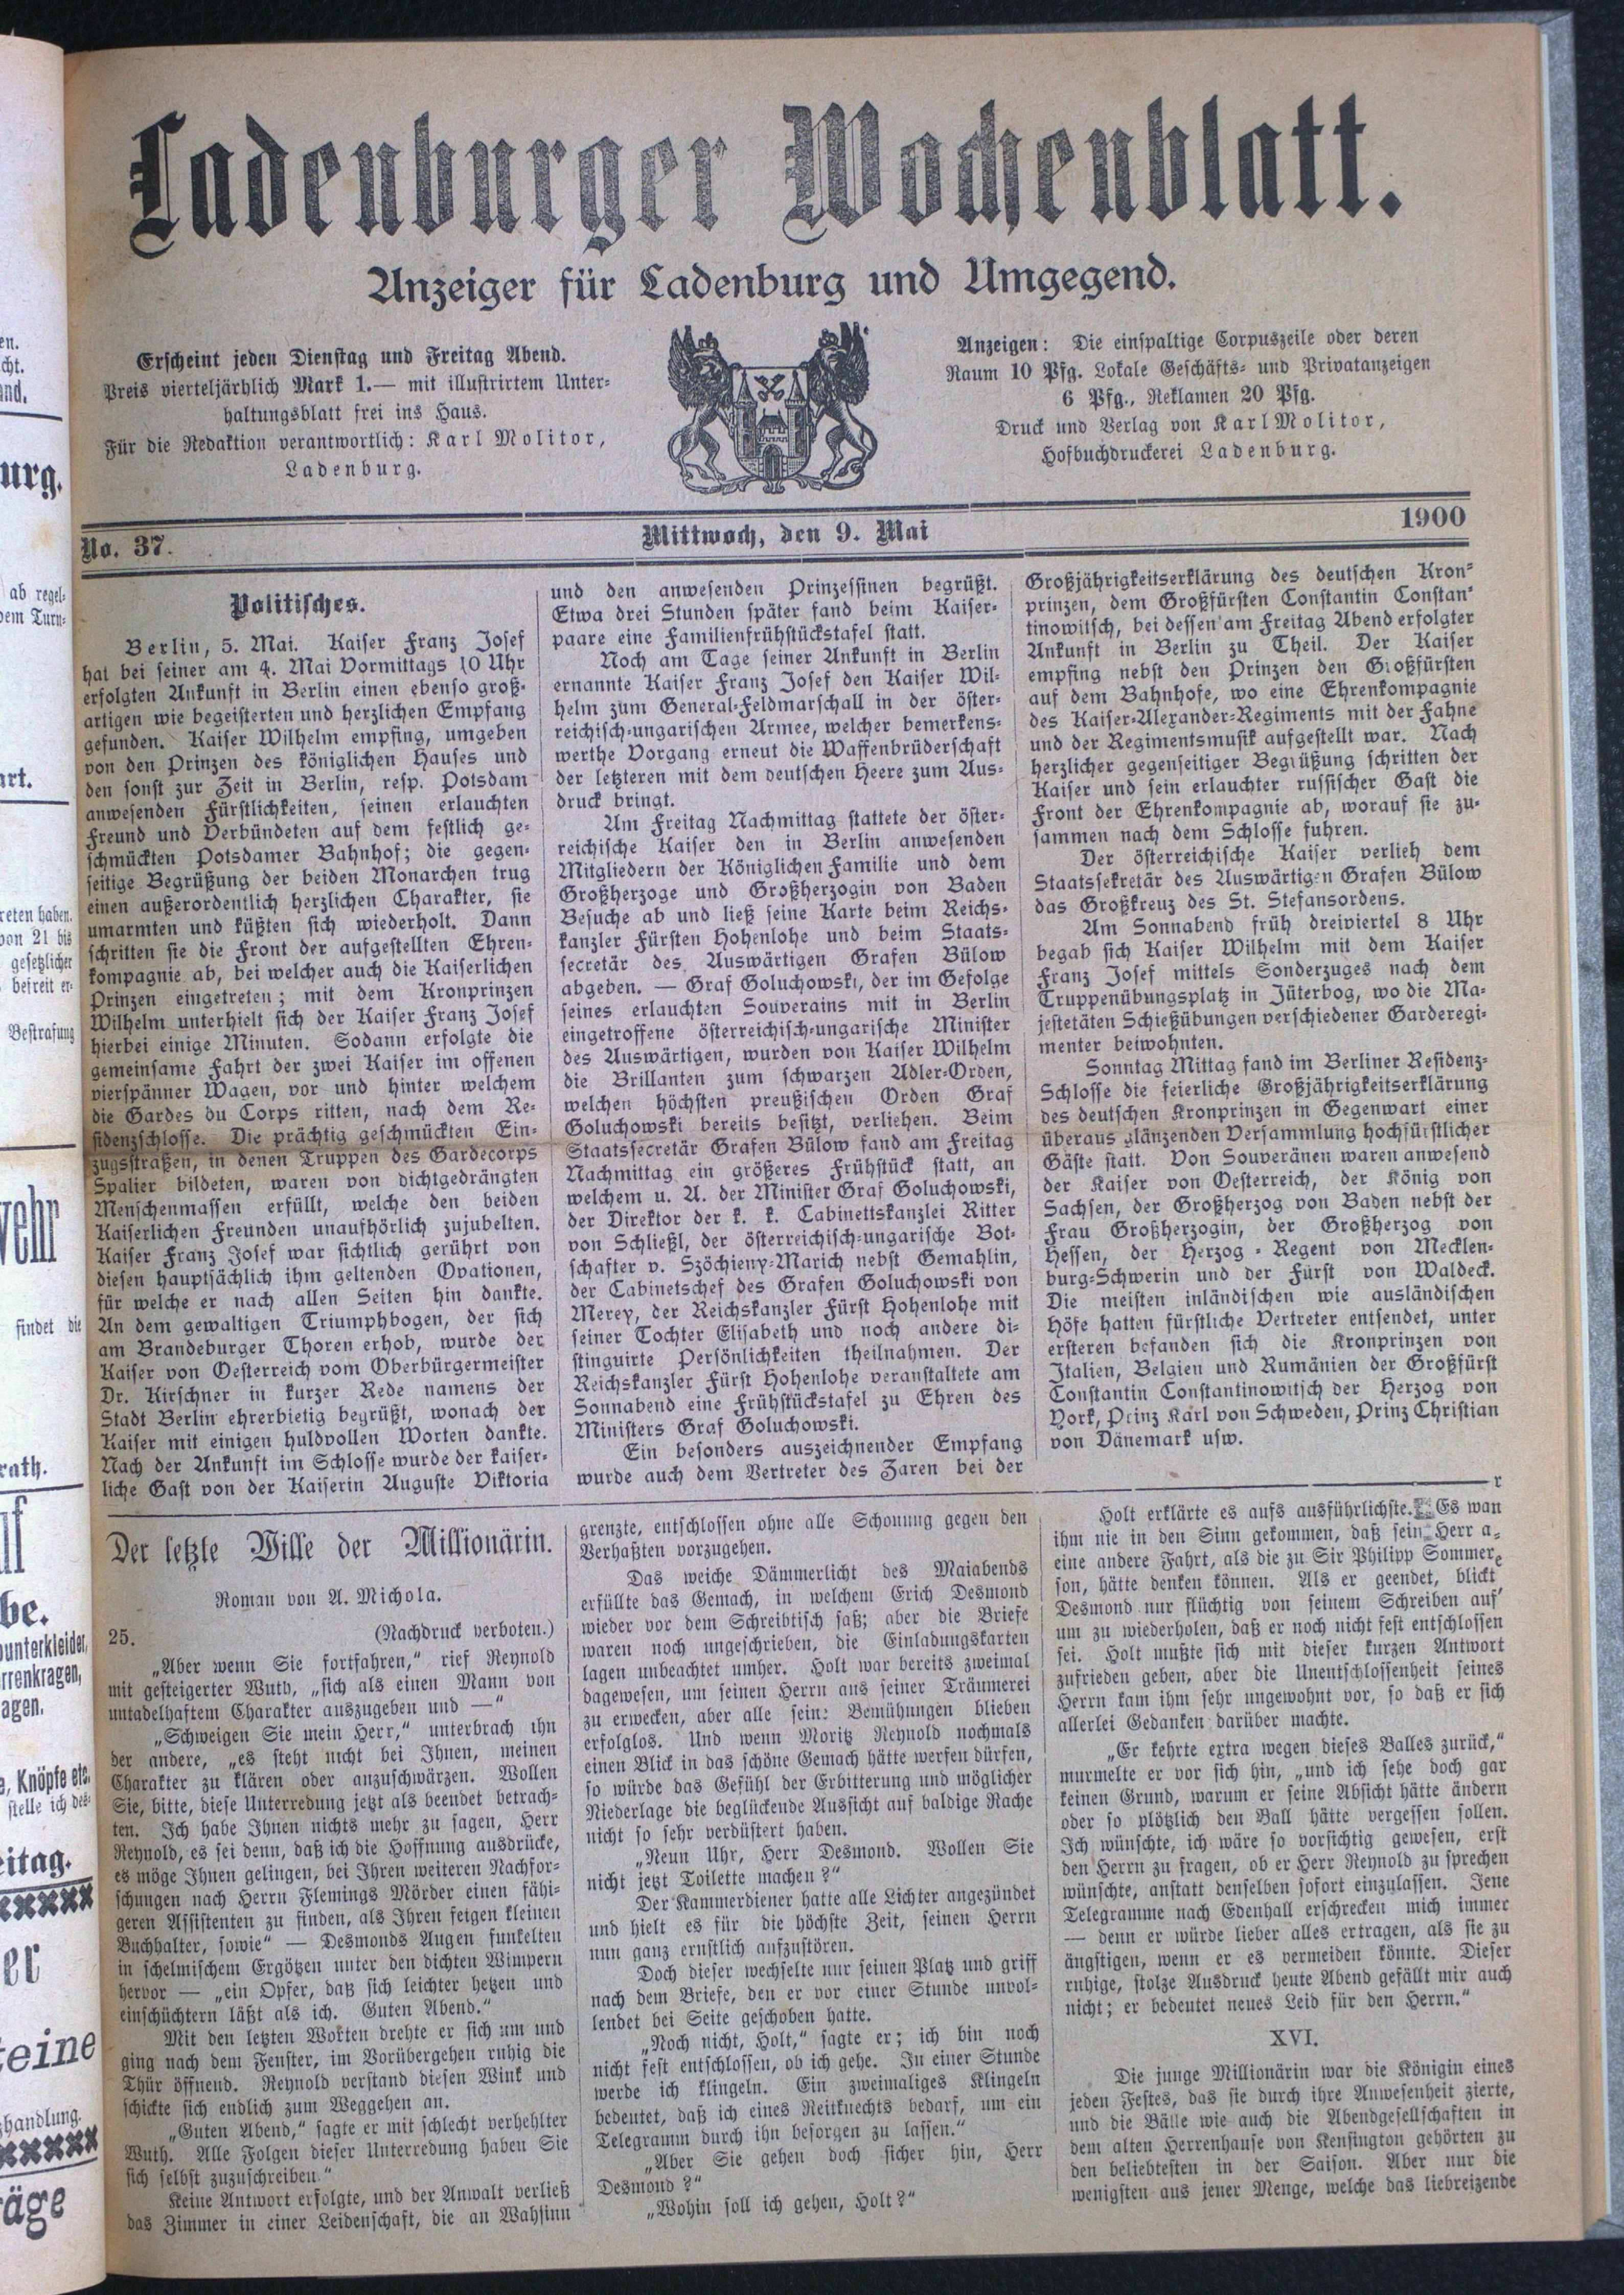 Ladenburger Wochenblatt.
Anzeiger für Ladenburg und Umgegend.
Erscheint jeden Dienstag und Freitag Abend.
Preis vierteljährlich Mark 1.— mit illustrirtem Unter-
haltungsblatt frei ins Haus.
Für die Redaktion verantwortlich: Karl Molitor,
Ladenburg.
Anzeigen: Die einspaltige Corpuszeile oder deren
Raum 10 Pfg. Lokale Geschäfts- und Privatanzeigen
6 Pfg., Reklamen 20 Pfg.
Druck und Verlag von Karl Molitor,
Hofbuchdruckerei Ladenburg.
No. 37.
Mittwoch, den 9. Mai
1900
Politisches.
Berlin, 5. Mai. Kaiser Franz Josef
hat bei seiner am 4. Mai Vormittags 10 Uhr
erfolgten Ankunft in Berlin einen ebenso groß-
artigen wie begeisterten und herzlichen Empfang
gefunden. Kaiser Wilhelm empfing, umgeben
von den Prinzen des königlichen Hauses und
den sonst zur Zeit in Berlin, resp. Potsdam
anwesenden Fürstlichkeiten, seinen erlauchten
Freund und Verbündeten auf dem festlich ge-
schmückten Potsdamer Bahnhof; die gegen-
seitige Begrüßung der beiden Monarchen trug
einen außerordentlich herzlichen Charakter, sie
umarmten und küßten sich wiederholt. Dann
schritten sie die Front der aufgestellten Ehren-
kompagnie ab, bei welcher auch die Kaiserlichen
Prinzen eingetreten; mit dem Kronprinzen
Wilhelm unterhielt sich der Kaiser Franz Josef
hierbei einige Minuten. Sodann erfolgte die
gemeinsame Fahrt der zwei Kaiser im offenen
vierspänner Wagen, vor und hinter welchem
die Gardes du Corps ritten, nach dem Re-
sidenzschlosse. Die prächtig geschmückten Ein-
zugsstraßen, in denen Truppen des Gardecorps
Spalier bildeten, waren von dichtgedrängten
Menschenmassen erfüllt, welche den beiden
Kaiserlichen Freunden unaufhörlich zujubelten.
Kaiser Franz Josef war sichtlich gerührt von
diesen hauptsächlich ihm geltenden Ovationen,
für welche er nach allen Seiten hin dankte.
An dem gewaltigen Triumphbogen, der sich
am Brandeburger Thoren erhob, wurde der
Kaiser von Oesterreich vom Oberbürgermeister
Dr. Kirschner in kurzer Rede namens der
Stadt Berlin ehrerbietig begrüßt, wonach der
Kaiser mit einigen huldvollen Worten dankte.
Nach der Ankunft im Schlosse wurde der kaiser-
liche Gast von der Kaiserin Auguste Viktoria
und den anwesenden Prinzessinen begrüßt.
Etwa drei Stunden später fand beim Kaiser-
paare eine Familienfrühstückstafel statt.
Noch am Tage seiner Ankunft in Berlin
ernannte Kaiser Franz Josef den Kaiser Wil-
helm zum General-Feldmarschall in der öster-
reichisch-ungarischen Armee, welcher bemerkens-
werthe Vorgang erneut die Waffenbrüderschaft
der letzteren mit dem deutschen Heere zum Aus-
druck bringt.
Am Freitag Nachmittag stattete der öster-
reichische Kaiser den in Berlin anwesenden
Mitgliedern der Königlichen Familie und dem
Großherzoge und Großherzogin von Baden
Besuche ab und ließ seine Karte beim Reichs-
kanzler Fürsten Hohenlohe und beim Staats-
secretär des Auswärtigen Grafen Bülow
abgeben. — Graf Goluchowski, der im Gefolge
seines erlauchten Souverains mit in Berlin
eingetroffene österreichisch-ungarische Minister
des Auswärtigen, wurden von Kaiser Wilhelm
die Brillanten zum schwarzen Adler-Orden,
welchen höchsten preußischen Orden Graf
Goluchowski bereits besitzt, verliehen. Beim
Staatssecretär Grafen Bülow fand am Freitag
Nachmittag ein größeres Frühstück statt, an
welchem u. A. der Minister Graf Goluchowski,
der Direktor der k. k. Cabinettskanzlei Ritter
von Schließl, der österreichisch-ungarische Bot-
schafter v. Szöchieny-Marich nebst Gemahlin,
der Cabinetschef des Grafen Goluchowski von
Merey, der Reichskanzler Fürst Hohenlohe mit
seiner Tochter Elisabeth und noch andere di-
stinguirte Persönlichkeiten theilnahmen. Der
Reichskanzler Fürst Hohenlohe veranstaltete am
Sonnabend eine Frühstückstafel zu Ehren des
Ministers Graf Goluchowski.
Ein besonders auszeichnender Empfang
wurde auch dem Vertreter des Zaren bei der
Großjährigkeitserklärung des deutschen Kron-
prinzen, dem Großfürsten Constantin Constan-
tinowitsch, bei dessen am Freitag Abend erfolgter
Ankunft in Berlin zu Theil. Der Kaiser
empfing nebst den Prinzen den Großfürsten
auf dem Bahnhofe, wo eine Ehrenkompagnie
des Kaiser-Alexander-Regiments mit der Fahne
und der Regimentsmusik aufgestellt war. Nach
herzlicher gegenseitiger Begrüßung schritten der
Kaiser und sein erlauchter russischer Gast die
Front der Ehrenkompagnie ab, worauf sie zu-
sammen nach dem Schlosse fuhren.
Der österreichische Kaiser verlieh dem
Staatssekretär des Auswärtigen Grafen Bülow
das Großkreuz des St. Stefansordens.
Am Sonnabend früh dreiviertel 8 Uhr
begab sich Kaiser Wilhelm mit dem Kaiser
Franz Josef mittels Sonderzuges nach dem
Truppenübungsplatz in Jüterbog, wo die Ma-
jestetäten Schießübungen verschiedener Garderegi-
menter beiwohnten.
Sonntag Mittag fand im Berliner Residenz-
Schlosse die feierliche Großjährigkeitserklärung
des deutschen Kronprinzen in Gegenwart einer
überaus glänzenden Versammlung hochfürstlicher
Gäste statt. Von Souveränen waren anwesend
der Kaiser von Oesterreich, der König von
Sachsen, der Großherzog von Baden nebst der
Frau Großherzogin, der Großherzog von
Hessen, der Herzog-Regent von Mecklen-
burg-Schwerin und der Fürst von Waldeck.
Die meisten inländischen wie ausländischen
Höfe hatten fürstliche Vertreter entsendet, unter
ersteren befanden sich die Kronprinzen von
Italien, Belgien und Rumänien der Großfürst
Constantin Constantinowitsch der Herzog von
York, Prinz Karl von Schweden, Prinz Christian
von Dänemark usw.
Der letzte Wille der Millionärin.
Roman von A. Michola.
25.
(Nachdruck verboten.)
„Aber wenn Sie fortfahren,“ rief Reynold
mit gesteigerter Wuth, „sich als einen Mann von
untadelhaftem Charakter auszugeben und —“
„Schweigen Sie mein Herr,“ unterbrach ihn
der andere, „es steht nicht bei Ihnen, meinen
Charakter zu klären oder anzuschwärzen. Wollen
Sie, bitte, diese Unterredung jetzt als beendet betrach-
ten. Ich habe Ihnen nichts mehr zu sagen, Herr
Reynold, es sei denn, daß ich die Hoffnung ausdrücke,
es möge Ihnen gelingen, bei Ihren weiteren Nachfor-
schungen nach Herrn Flemings Mörder einen fähi-
geren Assistenten zu finden, als Ihren feigen kleinen
Buchhalter, sowie“ — Desmonds Augen funkelten
in schelmischem Ergötzen unter den dichten Wimpern
hervor — „ein Opfer, daß sich leichter hetzen und
einschüchtern läßt als ich. Guten Abend.“
Mit den letzten Worten drehte er sich um und
ging nach dem Fenster, im Vorübergehen ruhig die
Thür öffnend. Reynold verstand diesen Wink und
schickte sich endlich zum Weggehen an.
„Guten Abend,“ sagte er mit schlecht verhehlter
Wuth. Alle Folgen dieser Unterredung haben Sie
sich selbst zuzuschreiben.“
Keine Antwort erfolgte, und der Anwalt verließ
das Zimmer in einer Leidenschaft, die an Wahsinn
grenzte, entschlossen ohne alle Schonung gegen den
Verhaßten vorzugehen.
Das weiche Dämmerlicht des Maiabends
erfüllte das Gemach, in welchem Erich Desmond
wieder vor dem Schreibtisch saß; aber die Briefe
waren noch ungeschrieben, die Einladungskarten
lagen unbeachtet umher. Holt war bereits zweimal
dagewesen, um seinen Herrn aus seiner Träumerei
zu erwecken, aber alle sein: Bemühungen blieben
erfolglos. Und wenn Moritz Reynold nochmals
einen Blick in das schöne Gemach hätte werfen dürfen,
so würde das Gefühl der Erbitterung und möglicher
Niederlage die beglückende Aussicht auf baldige Rache
nicht so sehr verdüstert haben.
„Neun Uhr, Herr Desmond. Wollen Sie
nicht jetzt Toilette machen?“
Der Kammerdiener hatte alle Lichter angezündet
und hielt es für die höchste Zeit, seinen Herrn
nun ganz ernstlich aufzustören.
Doch dieser wechselte nur seinen Platz und griff
nach dem Briefe, den er vor einer Stunde unvol-
lendet bei Seite geschoben hatte.
„Noch nicht, Holt,“ sagte er; ich bin noch
nicht fest entschlossen, ob ich gehe. In einer Stunde
werde ich klingeln. Ein zweimaliges Klingeln
bedeutet, daß ich eines Reitknechts bedarf, um ein
Telegramm durch ihn besorgen zu lassen.“
„Aber Sie gehen doch sicher hin, Herr
Desmond?“
„Wohin soll ich gehen, Holt?“
r
Holt erklärte es aufs ausführlichste. Es wan
ihm nie in den Sinn gekommen, daß sein Herr a-
eine andere Fahrt, als die zu Sir Philipp Sommere
son, hätte denken können. Als er geendet, blickt
Desmond nur flüchtig von seinem Schreiben auf
um zu wiederholen, daß er noch nicht fest entschlossen
sei. Holt mußte sich mit dieser kurzen Antwort
zufrieden geben, aber die Unentschlossenheit seines
Herrn kam ihm sehr ungewohnt vor, so daß er sich
allerlei Gedanken darüber machte.
„Er kehrte extra wegen dieses Balles zurück,“
murmelte er vor sich hin, „und ich sehe doch gar
keinen Grund, warum er seine Absicht hätte ändern
oder so plötzlich den Ball hätte vergessen sollen.
Ich wünschte, ich wäre so vorsichtig gewesen, erst
den Herrn zu fragen, ob er Herr Reynold zu sprechen
wünschte, anstatt denselben sofort einzulassen. Jene
Telegramme nach Edenhall erschrecken mich immer
— denn er würde lieber alles ertragen, als sie zu
ängstigen, wenn er es vermeiden könnte. Dieser
ruhige, stolze Ausdruck heute Abend gefällt mir auch
nicht; er bedeutet neues Leid für den Herrn.“
XVI.
Die junge Millionärin war die Königin eines
jeden Festes, das sie durch ihre Anwesenheit zierte,
und die Bälle wie auch die Abendgesellschaften in
dem alten Herrenhause von Kensington gehörten zu
den beliebtesten in der Saison. Aber nur die
wenigsten aus jener Menge, welche das liebreizende